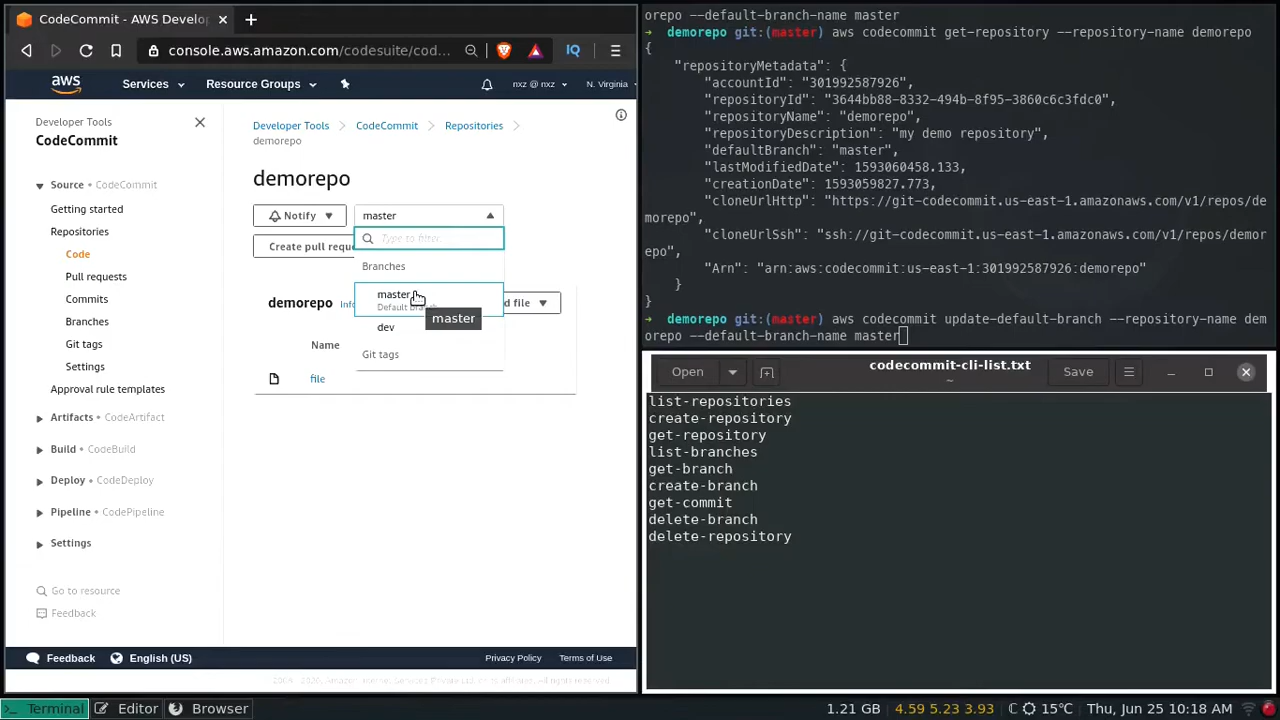 CodeCommit - AWS Develop
console.aws.amazon.com/codesuite/cod...
IQ
aws
Services
Resource Groups
nxz @ nxz
N. Virginia
Developer Tools
CodeCommit
Source • CodeCommit
Getting started
Repositories
Code
Pull requests
Commits
Branches
Git tags
Settings
Approval rule templates
Artifacts • CodeArtifact
Build • CodeBuild
Deploy • CodeDeploy
Pipeline • CodePipeline
Settings
Go to resource
Feedback
Developer Tools
CodeCommit
Repositories
demorepo
demorepo
Notify
master
Create pull reque
Type to filter...
Branches
master
Default
master
dev
Git tags
demorepo
Info
d file
Name
file
Feedback
English (US)
Privacy Policy
Terms of Use
orepo --default-branch-name master
→ demorepo git:(master) aws codecommit get-repository --repository-name demorepo
{
"repositoryMetadata": {
"accountId": "301992587926",
"repositoryId": "3644bb88-8332-494b-8f95-3860c6c3fdc0",
"repositoryName": "demorepo",
"repositoryDescription": "my demo repository",
"defaultBranch": "master",
"lastModifiedDate": 1593060458.133,
"creationDate": 1593059827.773,
"cloneUrlHttp": "https://git-codecommit.us-east-1.amazonaws.com/v1/repos/de
morepo",
"cloneUrlSsh": "ssh://git-codecommit.us-east-1.amazonaws.com/v1/repos/demor
epo",
"Arn": "arn:aws:codecommit:us-east-1:301992587926:demorepo"
}
}
→ demorepo git:(master) aws codecommit update-default-branch --repository-name dem
orepo --default-branch-name master
Open
codecommit-cli-list.txt
~
Save
list-repositories
create-repository
get-repository
list-branches
get-branch
create-branch
get-commit
delete-branch
delete-repository
>_ Terminal
Editor
Browser
1.21 GB
4.59 5.23 3.93
15°C
Thu, Jun 25 10:18 AM